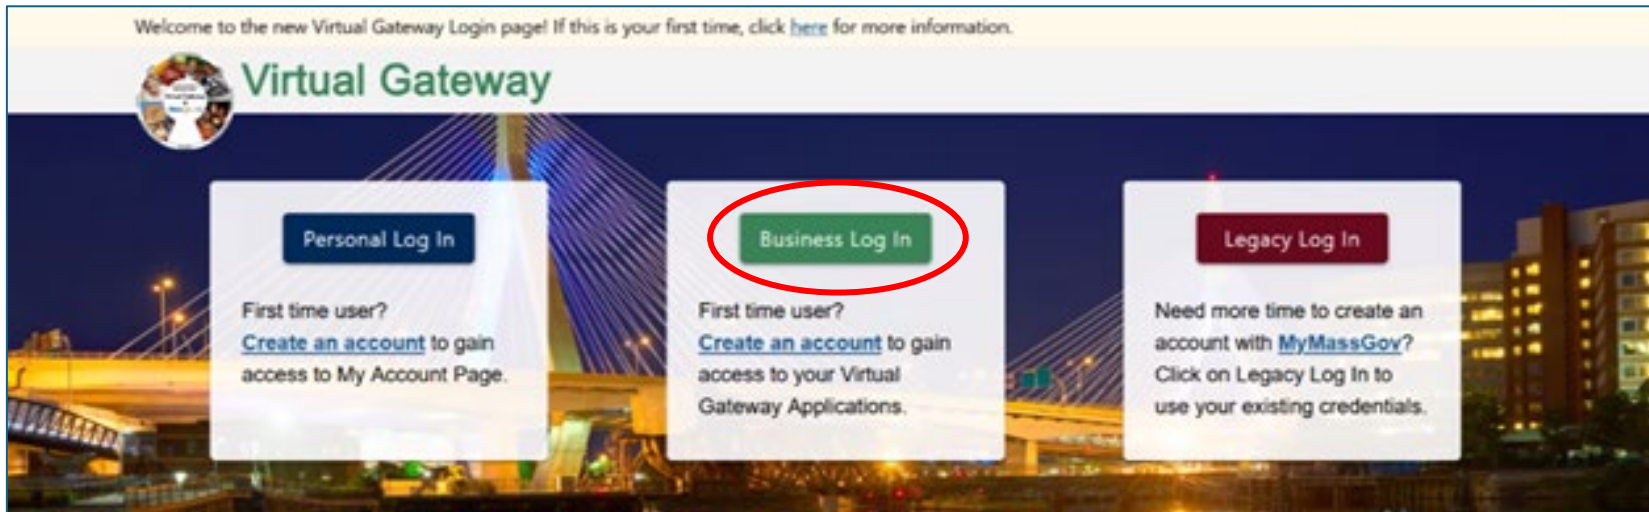 Welcome to the new Virtual Gateway Login page! If this is your first time, click here for more information.
Virtual Gateway
Personal Log In
First time user?
Create an account to gain
access to My Account Page.
Business Log In
First time user?
Create an account to gain
access to your Virtual
Gateway Applications.
Legacy Log In
Need more time to create an
account with MyMassGov?
Click on Legacy Log In to
use your existing credentials.